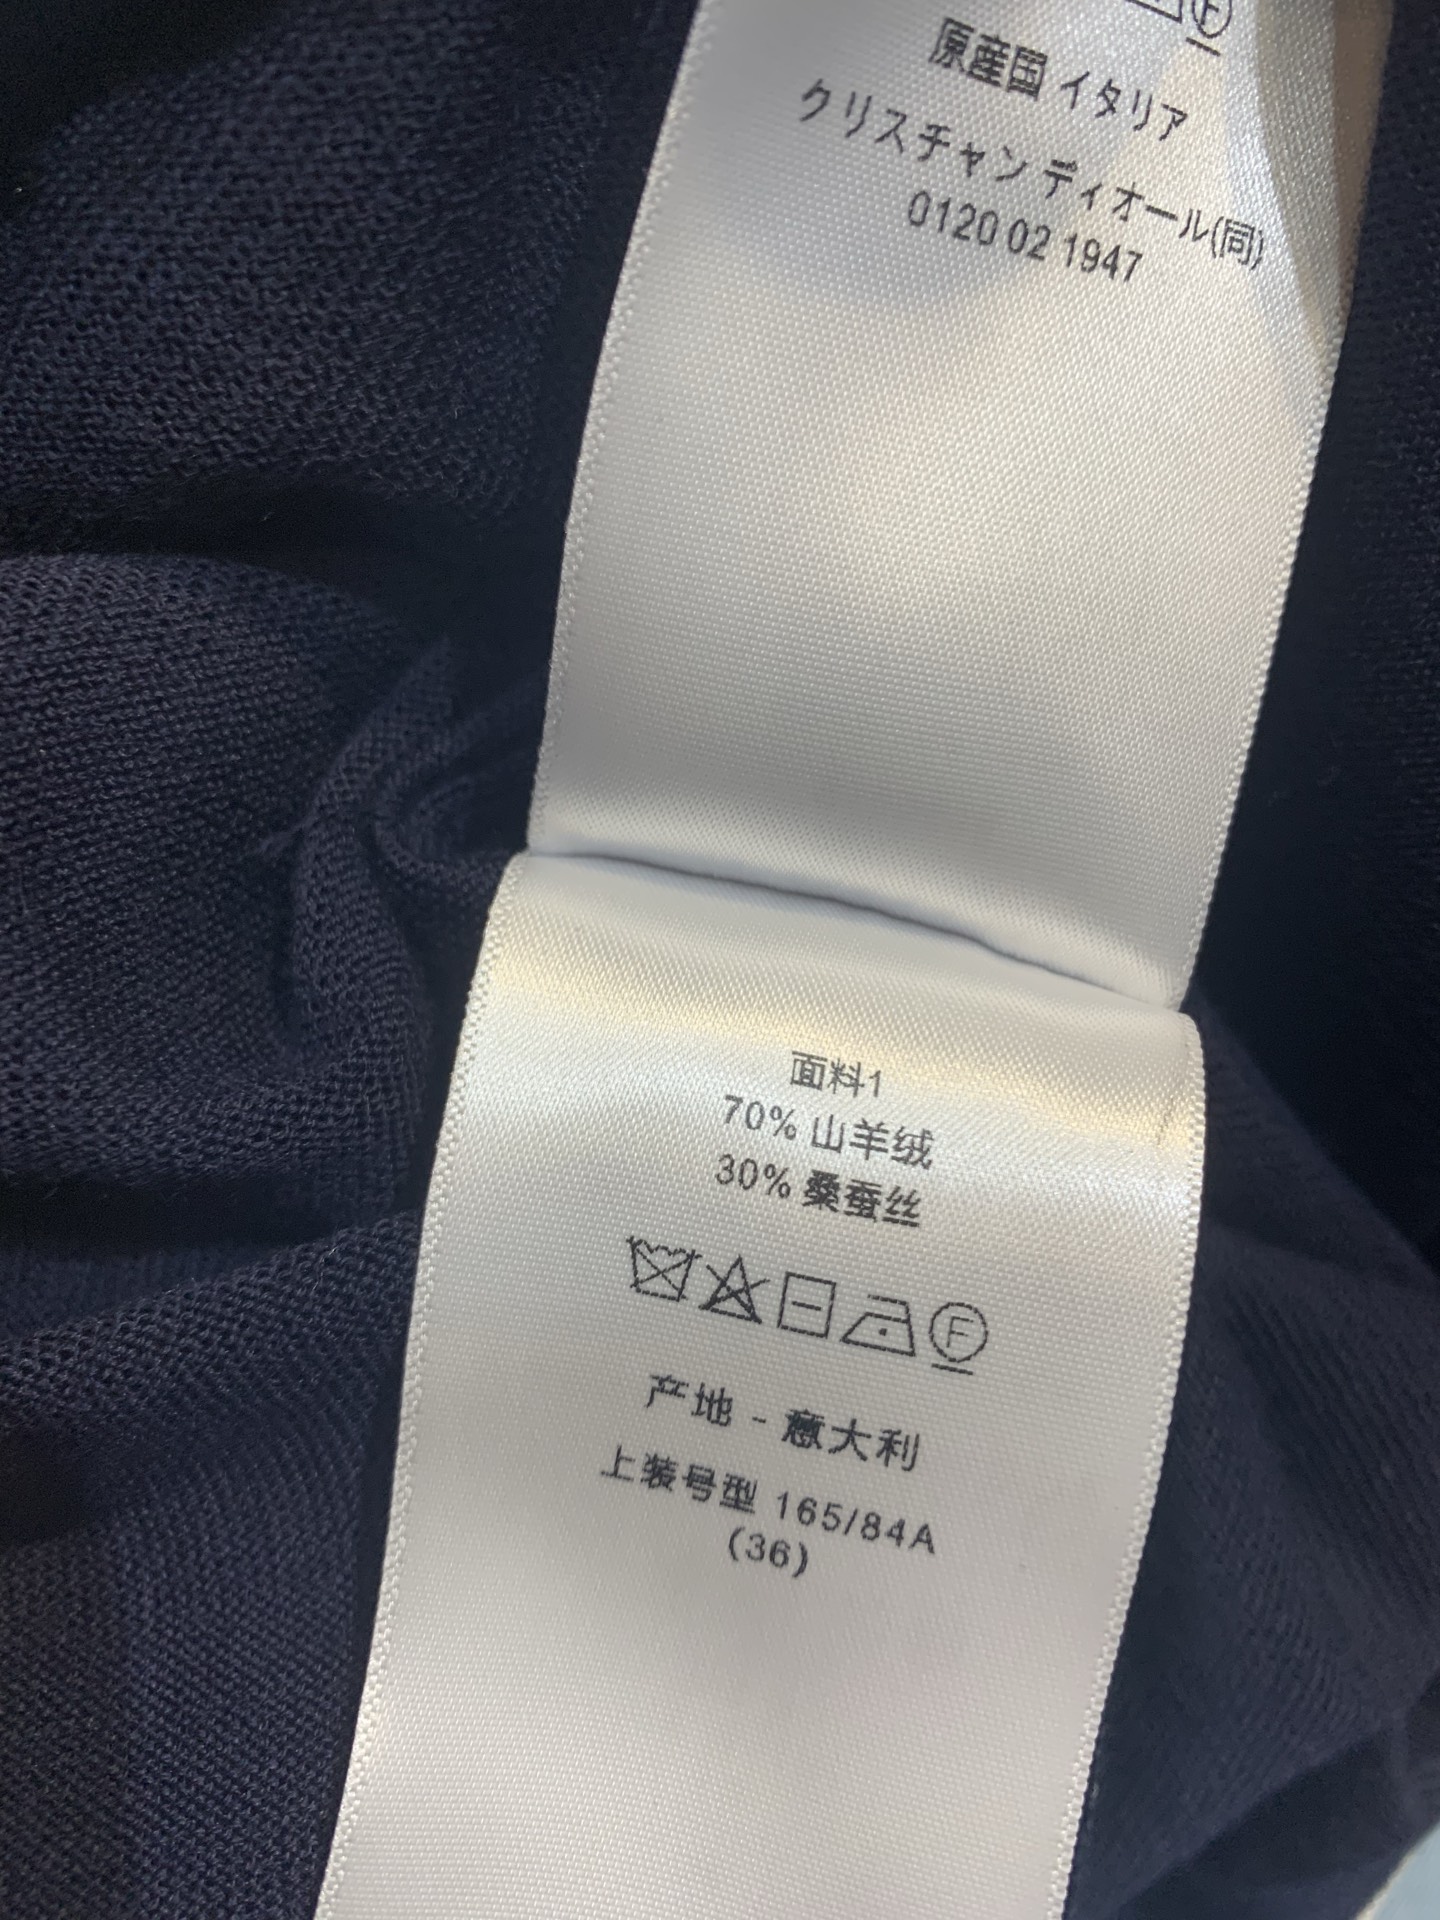 原産国 イタリア
クリスチャン ディオール(同)
0120 02 1947
面料1
70% 山羊绒
30% 桑蚕丝
F
产地 - 意大利
上装号型 165/84A
(36)